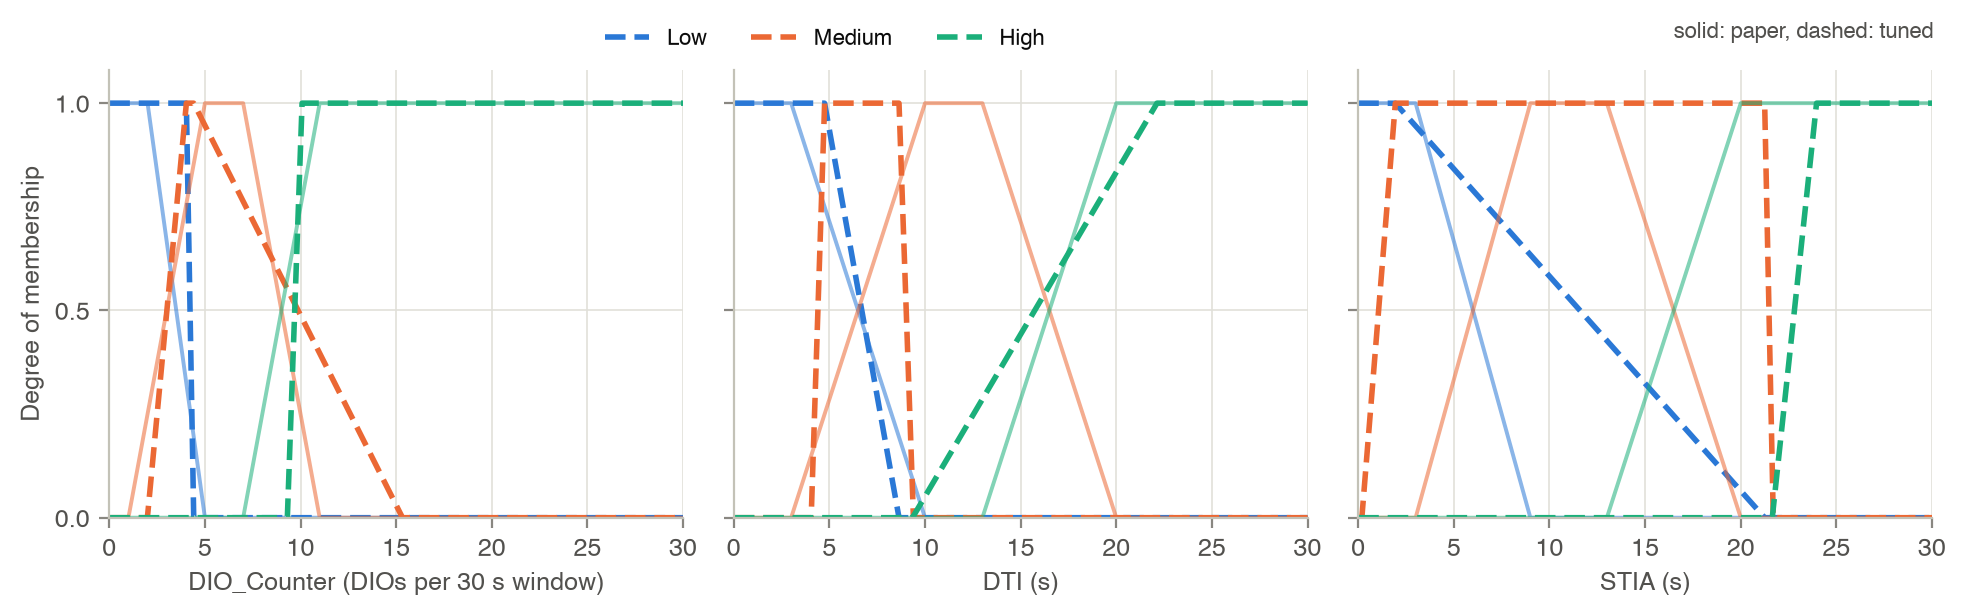 Low Medium High
solid: paper, dashed: tuned
Degree of membership
1.0
0.5
0.0
0 5 10 15 20 25 30
DIO_Counter (DIOs per 30 s window)
0 5 10 15 20 25 30
DTI (s)
0 5 10 15 20 25 30
STIA (s)